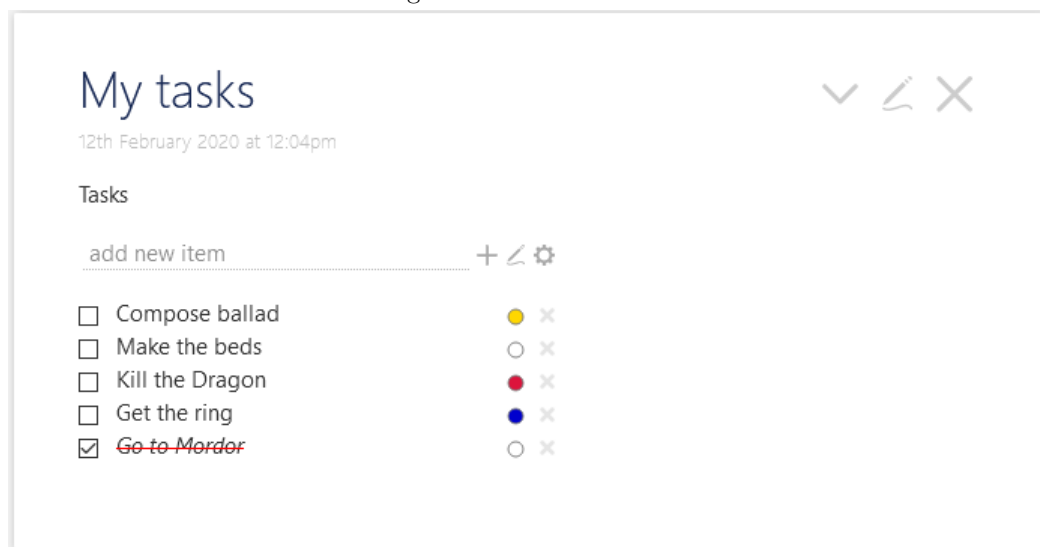 My tasks
12th February 2020 at 12:04pm
Tasks
add new item
Compose ballad
Make the beds
Kill the Dragon
Get the ring
Go to Mordor